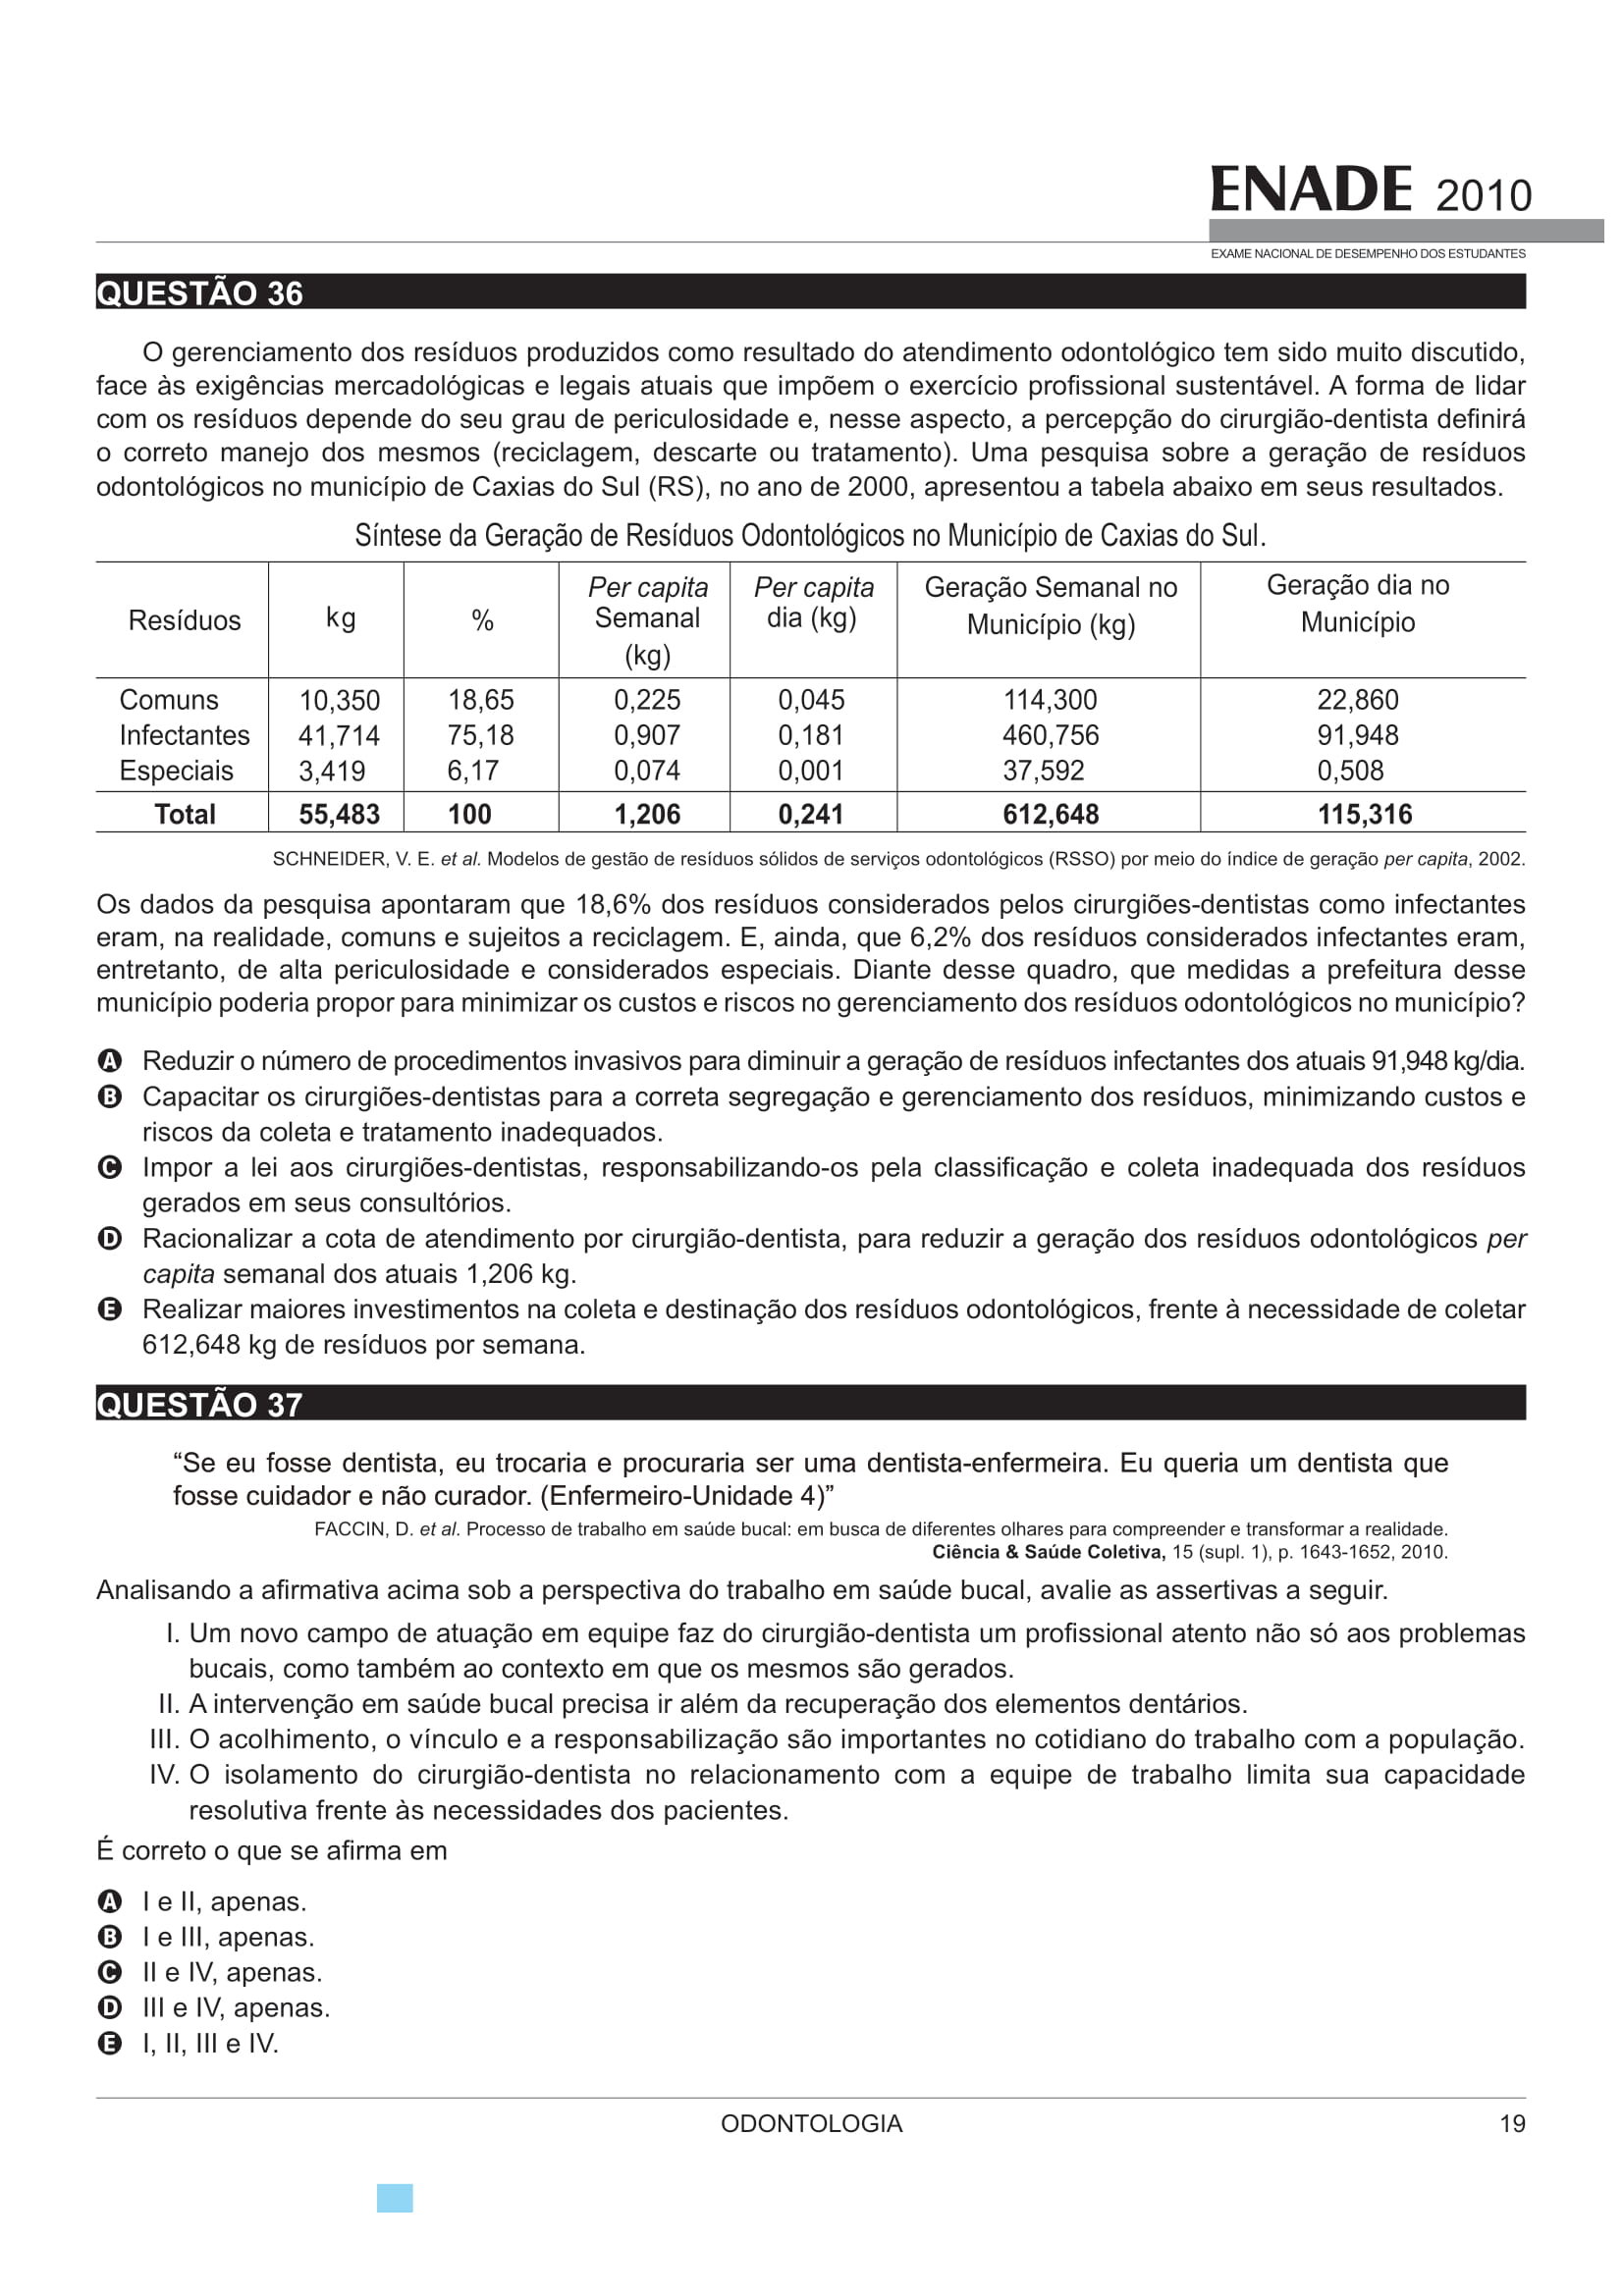 ENADE 2010
EXAME NACIONAL DE DESEMPENHO DOS ESTUDANTES
QUESTÃO 36
O gerenciamento dos resíduos produzidos como resultado do atendimento odontológico tem sido muito discutido,
face às exigências mercadológicas e legais atuais que impõem o exercício profissional sustentável. A forma de lidar
com os resíduos depende do seu grau de periculosidade e, nesse aspecto, a percepção do cirurgião-dentista definirá
o correto manejo dos mesmos (reciclagem, descarte ou tratamento). Uma pesquisa sobre a geração de resíduos
odontológicos no município de Caxias do Sul (RS), no ano de 2000, apresentou a tabela abaixo em seus resultados.
Síntese da Geração de Resíduos Odontológicos no Município de Caxias do Sul.
Resíduos kg % Per capita Semanal (kg) Per capita dia (kg) Geração Semanal no Município (kg) Geração dia no Município
Comuns 10,350 18,65 0,225 0,045 114,300 22,860
Infectantes 41,714 75,18 0,907 0,181 460,756 91,948
Especiais 3,419 6,17 0,074 0,001 37,592 0,508
Total 55,483 100 1,206 0,241 612,648 115,316
SCHNEIDER, V. E. et al. Modelos de gestão de resíduos sólidos de serviços odontológicos (RSSO) por meio do índice de geração per capita, 2002.
Os dados da pesquisa apontaram que 18,6% dos resíduos considerados pelos cirurgiões-dentistas como infectantes
eram, na realidade, comuns e sujeitos a reciclagem. E, ainda, que 6,2% dos resíduos considerados infectantes eram,
entretanto, de alta periculosidade e considerados especiais. Diante desse quadro, que medidas a prefeitura desse
município poderia propor para minimizar os custos e riscos no gerenciamento dos resíduos odontológicos no município?
A Reduzir o número de procedimentos invasivos para diminuir a geração de resíduos infectantes dos atuais 91,948 kg/dia.
B Capacitar os cirurgiões-dentistas para a correta segregação e gerenciamento dos resíduos, minimizando custos e
riscos da coleta e tratamento inadequados.
C Impor a lei aos cirurgiões-dentistas, responsabilizando-os pela classificação e coleta inadequada dos resíduos
gerados em seus consultórios.
D Racionalizar a cota de atendimento por cirurgião-dentista, para reduzir a geração dos resíduos odontológicos per
capita semanal dos atuais 1,206 kg.
E Realizar maiores investimentos na coleta e destinação dos resíduos odontológicos, frente à necessidade de coletar
612,648 kg de resíduos por semana.
QUESTÃO 37
“Se eu fosse dentista, eu trocaria e procuraria ser uma dentista-enfermeira. Eu queria um dentista que
fosse cuidador e não curador. (Enfermeiro-Unidade 4)”
FACCIN, D. et al. Processo de trabalho em saúde bucal: em busca de diferentes olhares para compreender e transformar a realidade.
Ciência & Saúde Coletiva, 15 (supl. 1), p. 1643-1652, 2010.
Analisando a afirmativa acima sob a perspectiva do trabalho em saúde bucal, avalie as assertivas a seguir.
I. Um novo campo de atuação em equipe faz do cirurgião-dentista um profissional atento não só aos problemas
bucais, como também ao contexto em que os mesmos são gerados.
II. A intervenção em saúde bucal precisa ir além da recuperação dos elementos dentários.
III. O acolhimento, o vínculo e a responsabilização são importantes no cotidiano do trabalho com a população.
IV. O isolamento do cirurgião-dentista no relacionamento com a equipe de trabalho limita sua capacidade
resolutiva frente às necessidades dos pacientes.
É correto o que se afirma em
A I e II, apenas.
B I e III, apenas.
C II e IV, apenas.
D III e IV, apenas.
E I, II, III e IV.
ODONTOLOGIA 19